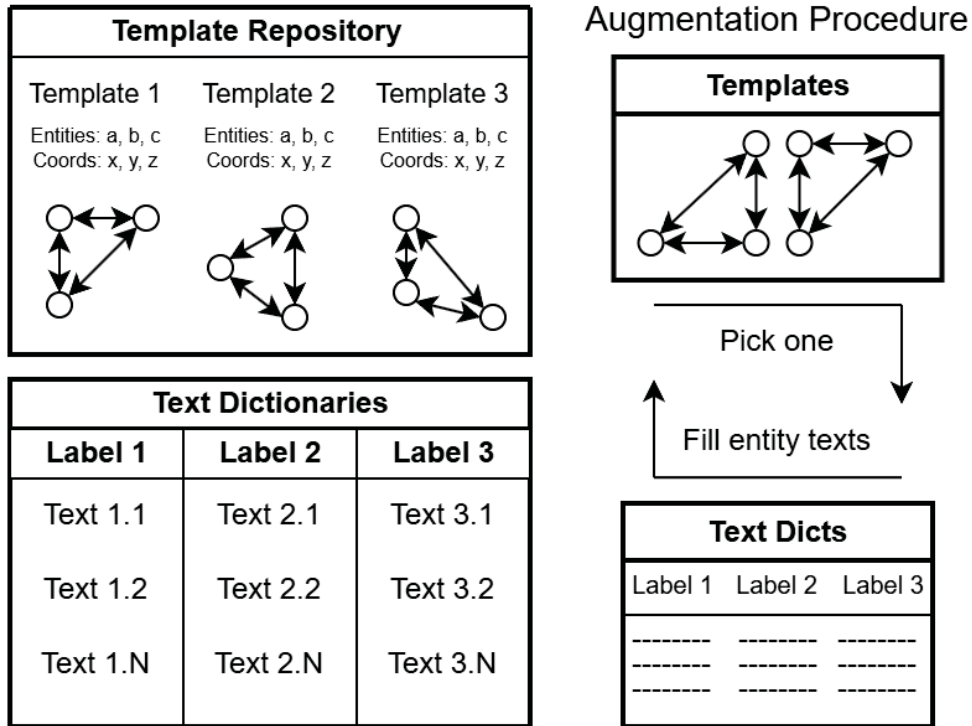 Template Repository
Template 1
Template 2
Template 3
Entities: a, b, c
Coords: x, y, z
Entities: a, b, c
Coords: x, y, z
Entities: a, b, c
Coords: x, y, z
Text Dictionaries
Label 1
Label 2
Label 3
Text 1.1
Text 2.1
Text 3.1
Text 1.2
Text 2.2
Text 3.2
Text 1.N
Text 2.N
Text 3.N
Augmentation Procedure
Templates
Pick one
Fill entity texts
Text Dicts
Label 1
Label 2
Label 3